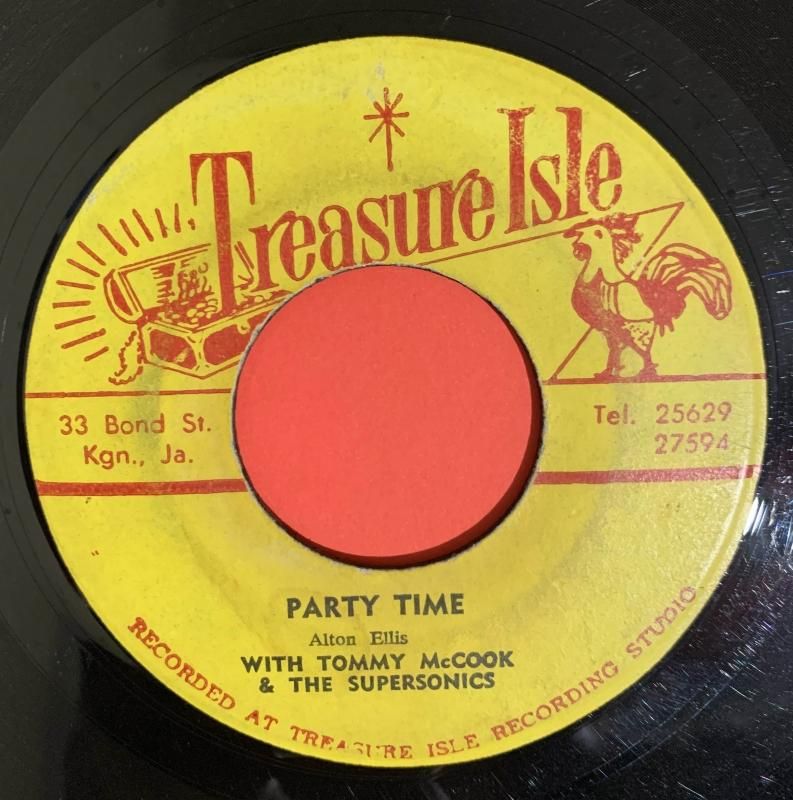 Treasure Isle
33 Bond St.
Kgn., Ja.
Tel. 25629
27594
PARTY TIME
Alton Ellis
WITH TOMMY McCOOK
& THE SUPERSONICS
RECORDED AT TREASURE ISLE RECORDING STUDIO